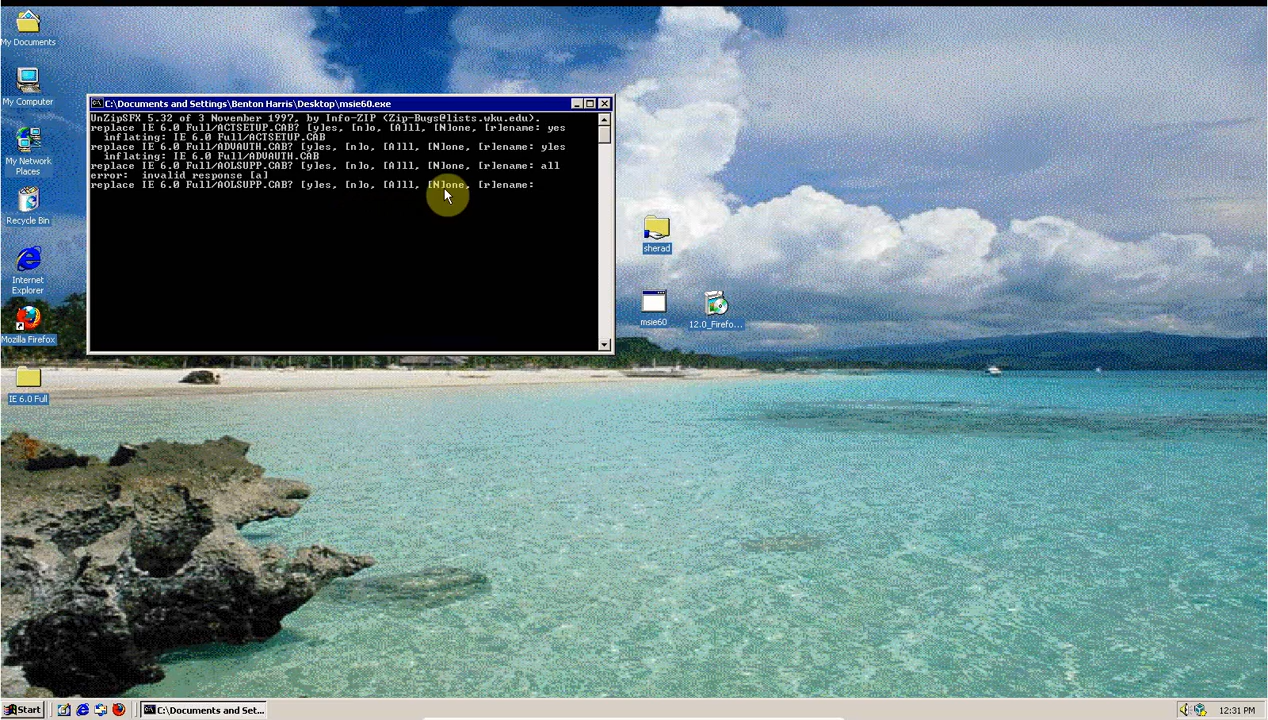 My Documents
My Computer
My Network
Places
Recycle Bin
Internet
Explorer
Mozilla Firefox
IE 6.0 Full
C:\Documents and Settings\Benton Harris\Desktop\msie60.exe
UnZipSFX 5.32 of 3 November 1997, by Info-ZIP (Zip-Bugs@lists.wku.edu).
replace IE 6.0 Full/ACTSETUP.CAB? [y]es, [n]o, [A]ll, [N]one, [r]ename: yes
inflating: IE 6.0 Full/ACTSETUP.CAB
replace IE 6.0 Full/ADVAUTH.CAB? [y]es, [n]o, [A]ll, [N]one, [r]ename: yles
inflating: IE 6.0 Full/ADVAUTH.CAB
replace IE 6.0 Full/AOLSUPP.CAB? [y]es, [n]o, [A]ll, [N]one, [r]ename: all
error: invalid response [a]
replace IE 6.0 Full/AOLSUPP.CAB? [y]es, [n]o, [A]ll, [N]one, [r]ename:
sherad
msie60
12.0_Firefo...
Start
C:\Documents and Set...
12:31 PM